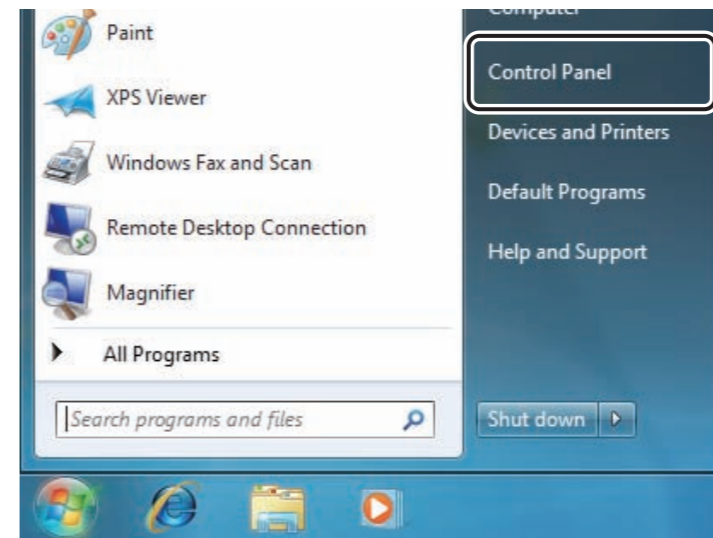 Paint
XPS Viewer
Windows Fax and Scan
Remote Desktop Connection
Magnifier
All Programs
Search programs and files
Computer
Control Panel
Devices and Printers
Default Programs
Help and Support
Shut down